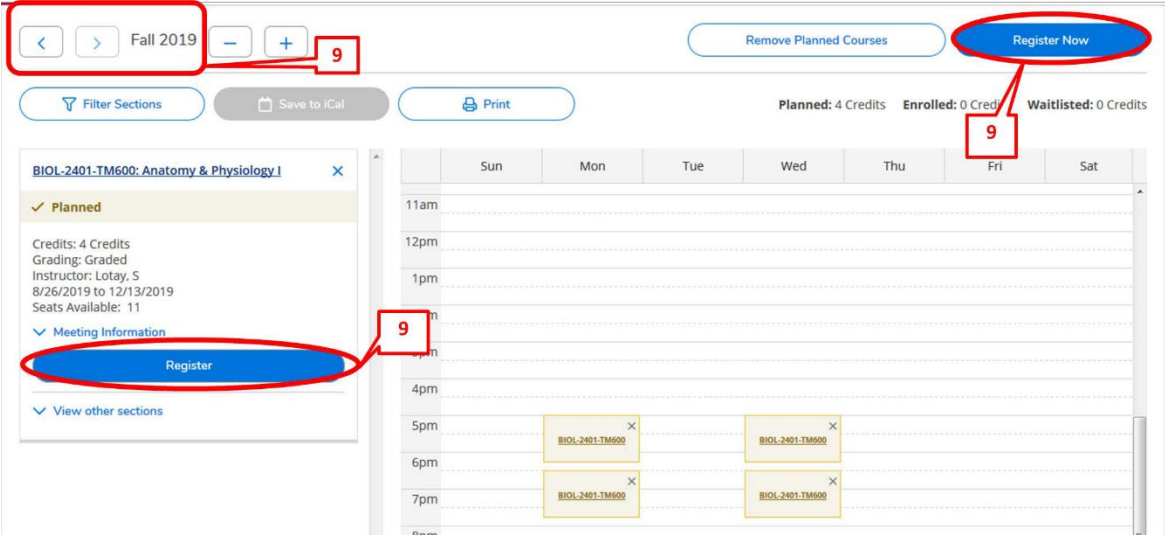 Fall 2019
9
Remove Planned Courses
Register Now
Filter Sections
Save to iCal
Print
Planned: 4 Credits Enrolled: 0 Waitlisted: 0 Credits
9
BIOL-2401-TM600: Anatomy & Physiology I
Planned
Credits: 4 Credits
Grading: Graded
Instructor: Lotay, S
8/26/2019 to 12/13/2019
Seats Available: 11
Meeting Information
Register
9
View other sections
Sun Mon Tue Wed Thu Fri Sat
11am
12pm
1pm
4pm
5pm
BIOL-2401-TM600 BIOL-2401-TM600
6pm
7pm
BIOL-2401-TM600 BIOL-2401-TM600
8pm